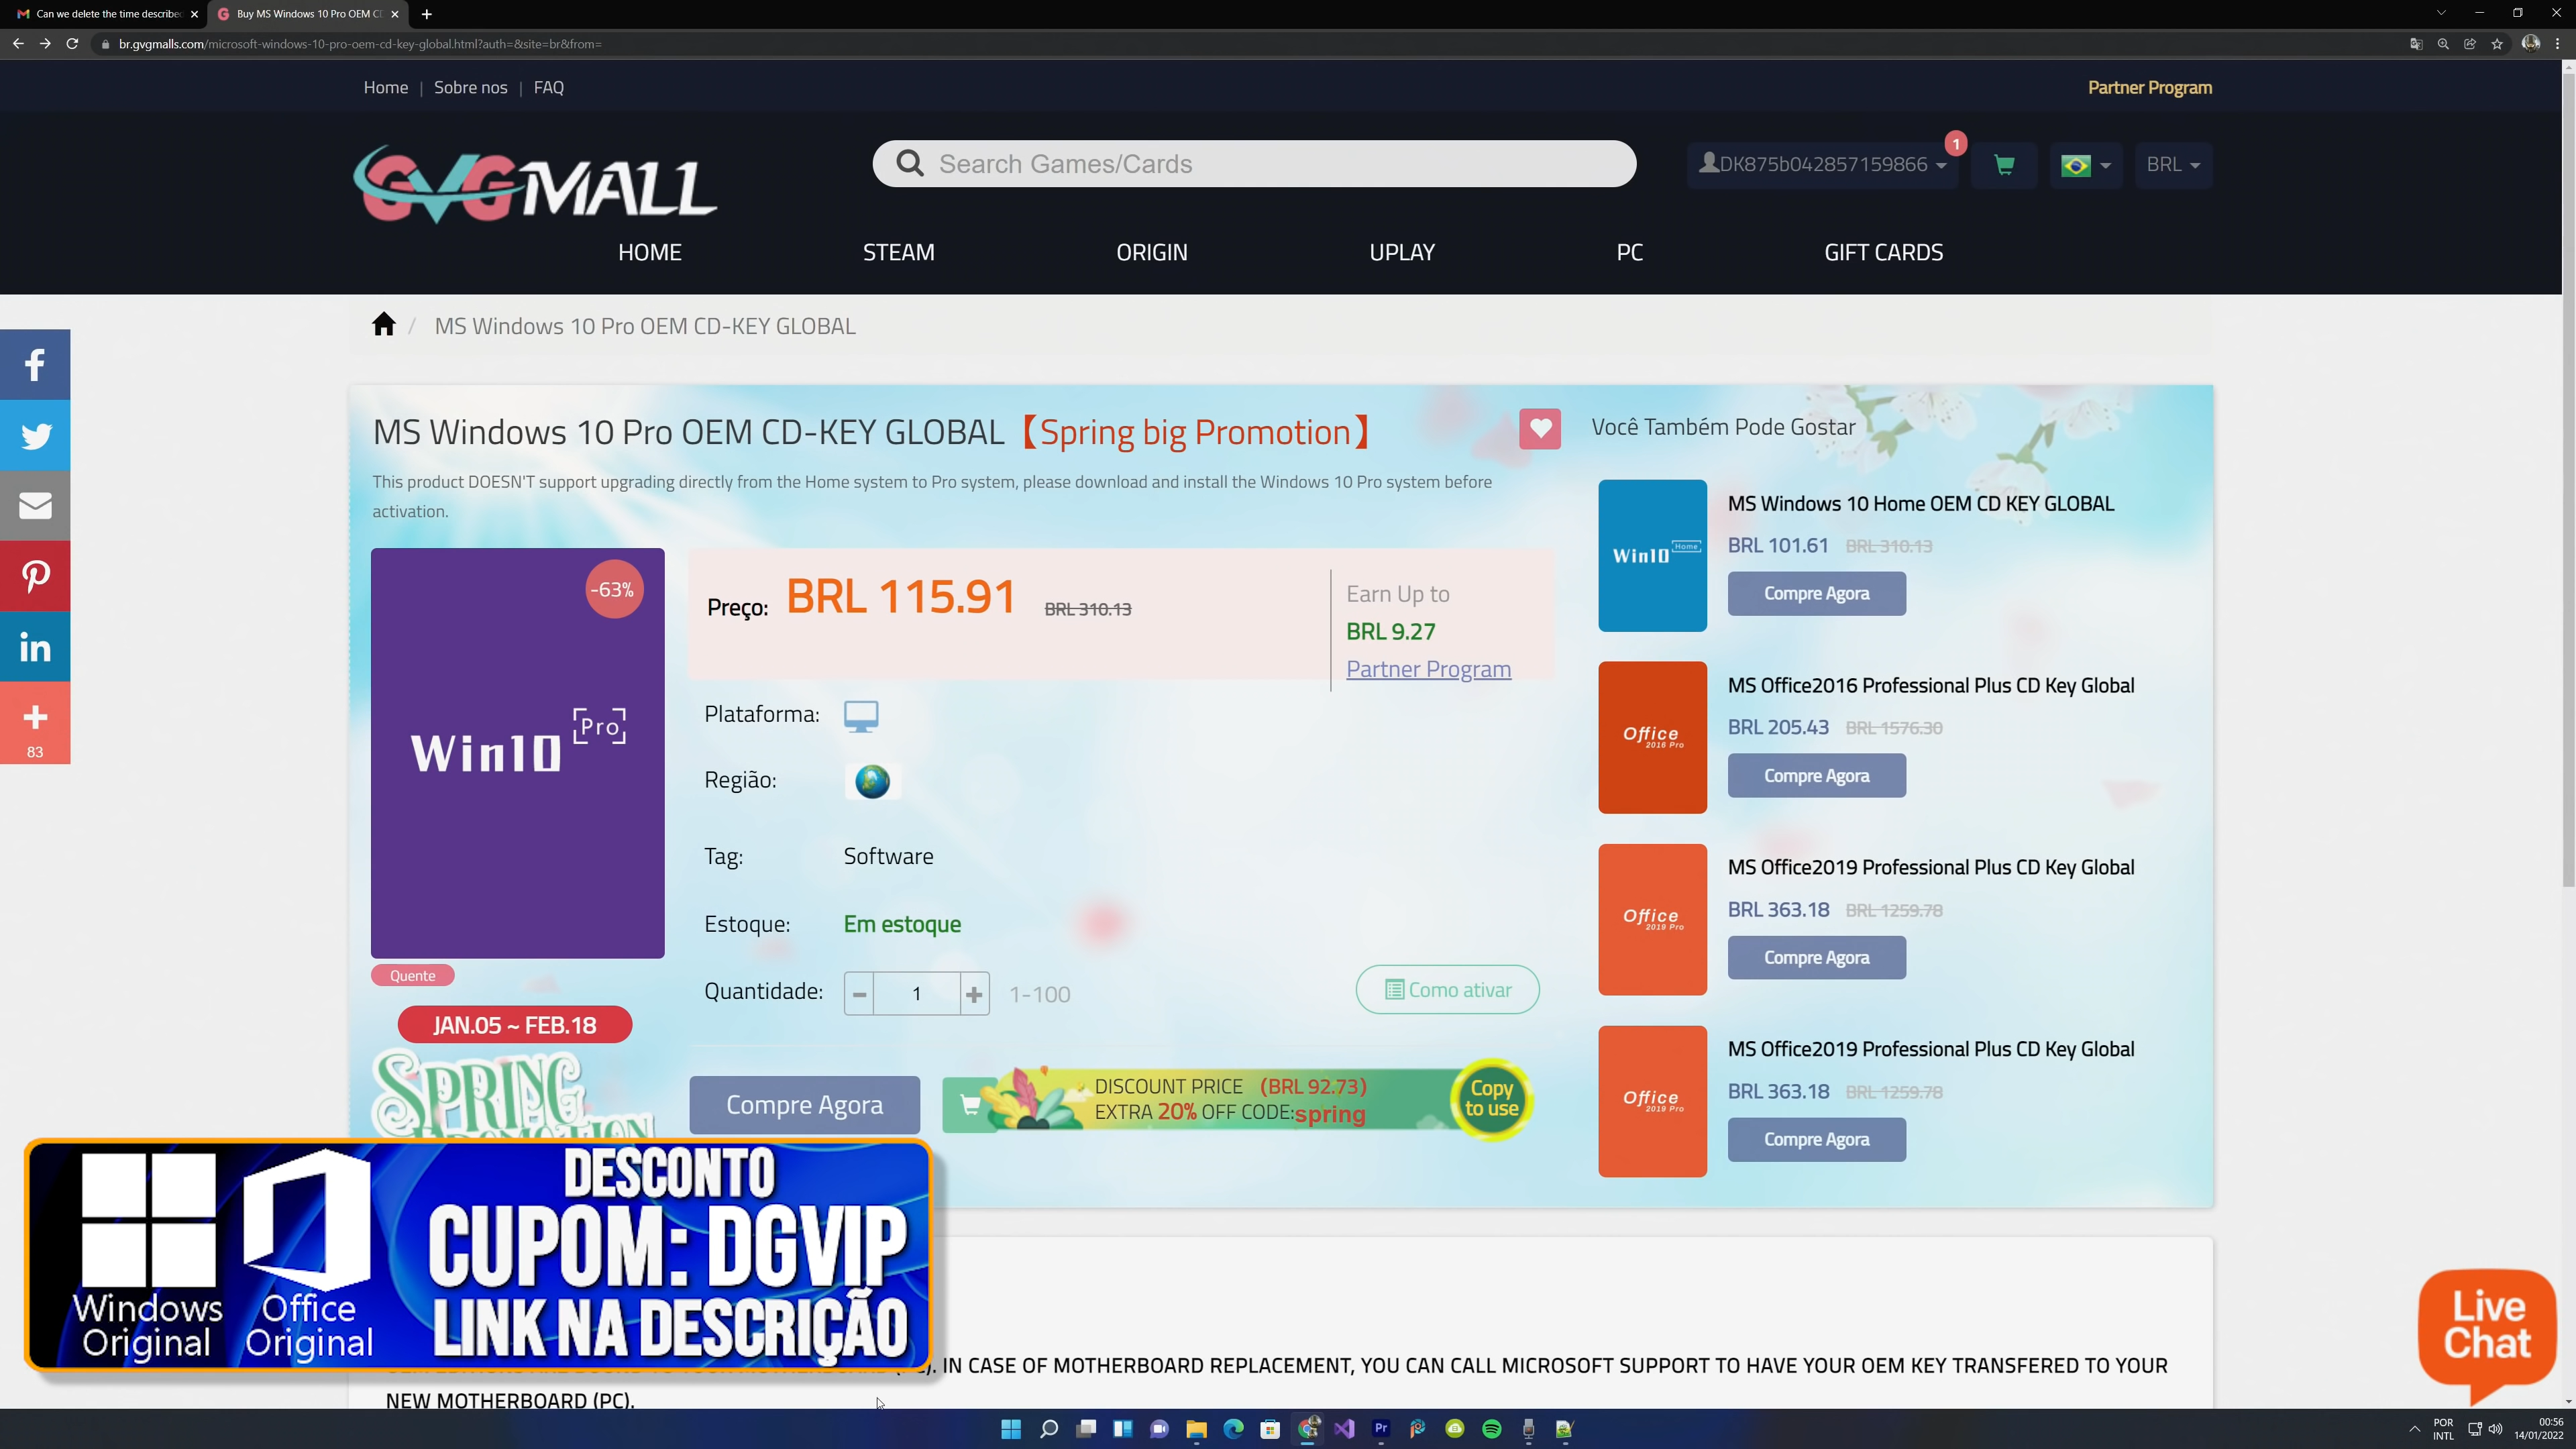 Can we delete the time describe
Buy MS Windows 10 Pro OEM C
br.gvgmalls.com/microsoft-windows-10-pro-oem-cd-key-global.html?auth=&site=br&from=
Home | Sobre nos | FAQ
Partner Program
GVGMALL
Search Games/Cards
DK875b042857159866
1
BRL
HOME
STEAM
ORIGIN
UPLAY
PC
GIFT CARDS
/ MS Windows 10 Pro OEM CD-KEY GLOBAL
MS Windows 10 Pro OEM CD-KEY GLOBAL【Spring big Promotion】
This product DOESN'T support upgrading directly from the Home system to Pro system, please download and install the Windows 10 Pro system before
activation.
83
-63%
Win10 Pro
Quente
JAN.05 ~ FEB.18
SPRING
PROMOTION
Preço: BRL 115.91 BRL 310.13
Earn Up to
BRL 9.27
Partner Program
Plataforma:
Região:
Tag: Software
Estoque: Em estoque
Quantidade: 1 1-100
Como ativar
Compre Agora
DISCOUNT PRICE (BRL 92.73)
EXTRA 20% OFF CODE:spring
Copy
to use
Você Também Pode Gostar
Win10 Home
MS Windows 10 Home OEM CD KEY GLOBAL
BRL 101.61 BRL 310.13
Compre Agora
Office
2016 Pro
MS Office2016 Professional Plus CD Key Global
BRL 205.43 BRL 1576.30
Compre Agora
Office
2019 Pro
MS Office2019 Professional Plus CD Key Global
BRL 363.18 BRL 1259.78
Compre Agora
Office
2019 Pro
MS Office2019 Professional Plus CD Key Global
BRL 363.18 BRL 1259.78
Compre Agora
Windows
Original
Office
Original
DESCONTO
CUPOM: DGVIP
LINK NA DESCRIÇÃO
IN CASE OF MOTHERBOARD REPLACEMENT, YOU CAN CALL MICROSOFT SUPPORT TO HAVE YOUR OEM KEY TRANSFERED TO YOUR
NEW MOTHERBOARD (PC).
Live
Chat
Pr
POR
INTL
00:56
14/01/2022